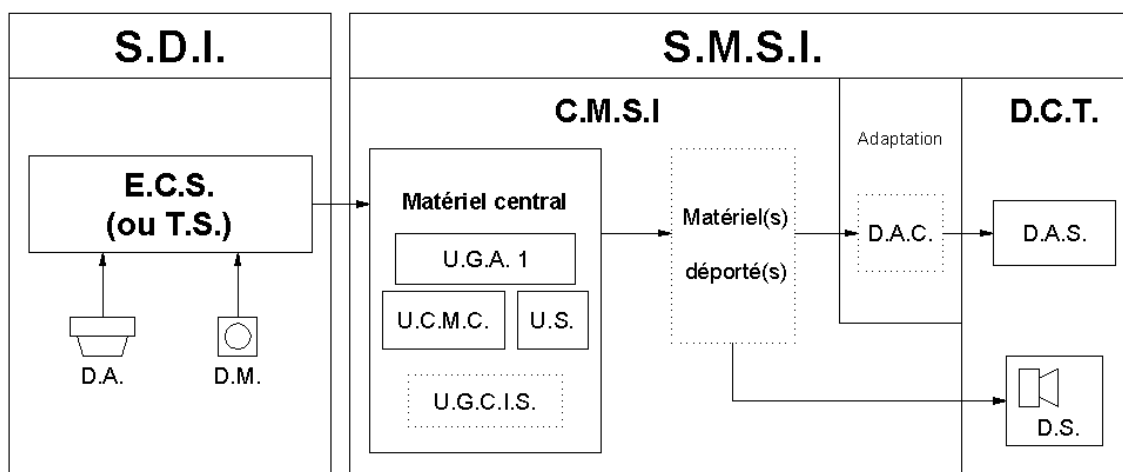 S.D.I.
E.C.S.
(ou T.S.)
D.A.
D.M.
S.M.S.I.
C.M.S.I
Matériel central
U.G.A. 1
U.C.M.C.
U.S.
U.G.C.I.S.
Matériel(s)
déporté(s)
Adaptation
D.A.C.
D.C.T.
D.A.S.
D.S.